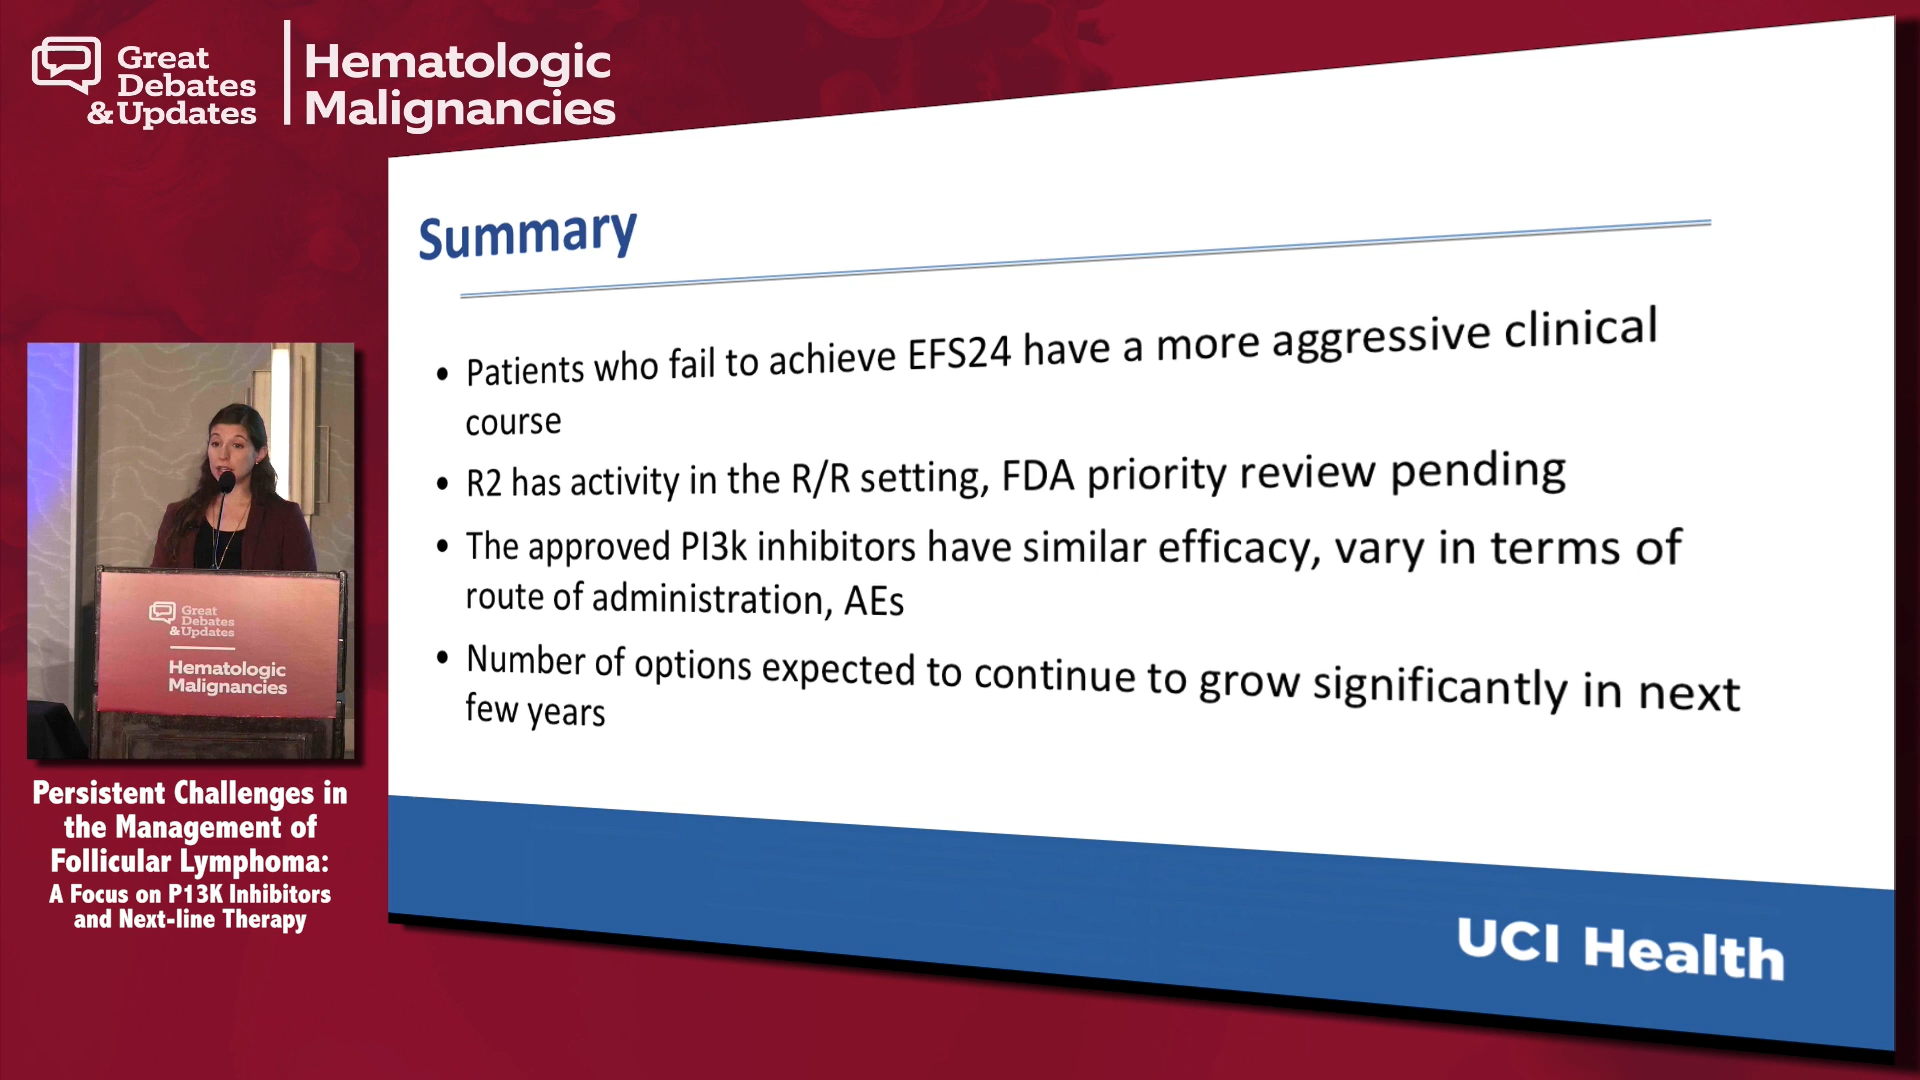 Great
Debates
& Updates
Hematologic
Malignancies
Summary
• Patients who fail to achieve EFS24 have a more aggressive clinical
course
• R2 has activity in the R/R setting, FDA priority review pending
• The approved PI3k inhibitors have similar efficacy, vary in terms of
route of administration, AEs
• Number of options expected to continue to grow significantly in next
few years
UCI Health
Great
Debates
& Updates
Hematologic
Malignancies
Persistent Challenges in
the Management of
Follicular Lymphoma:
A Focus on P13K Inhibitors
and Next-line Therapy